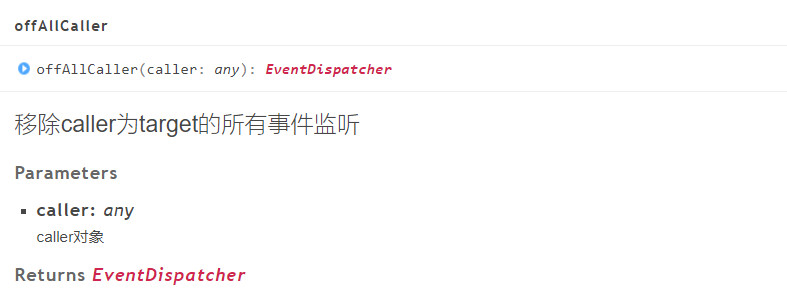 offAllCaller
offAllCaller(caller: any): EventDispatcher
移除caller为target的所有事件监听
Parameters
caller: any
caller对象
Returns EventDispatcher